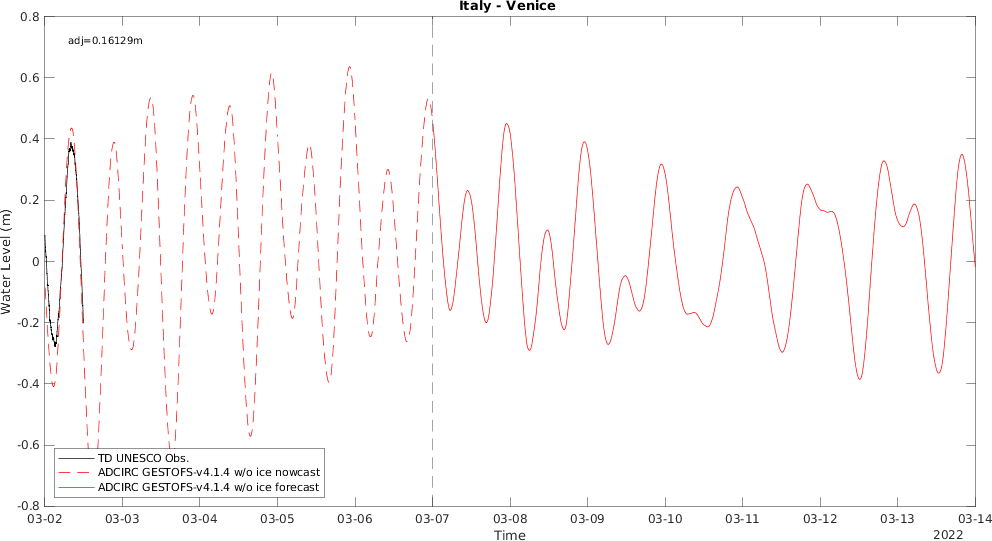 Italy - Venice
adj=0.16129m
Water Level (m)
0.8
0.6
0.4
0.2
0
-0.2
-0.4
-0.6
-0.8
TD UNESCO Obs.
ADCIRC GESTOFS-v4.1.4 w/o ice nowcast
ADCIRC GESTOFS-v4.1.4 w/o ice forecast
03-02 03-03 03-04 03-05 03-06 03-07 03-08 03-09 03-10 03-11 03-12 03-13 03-14
Time
2022